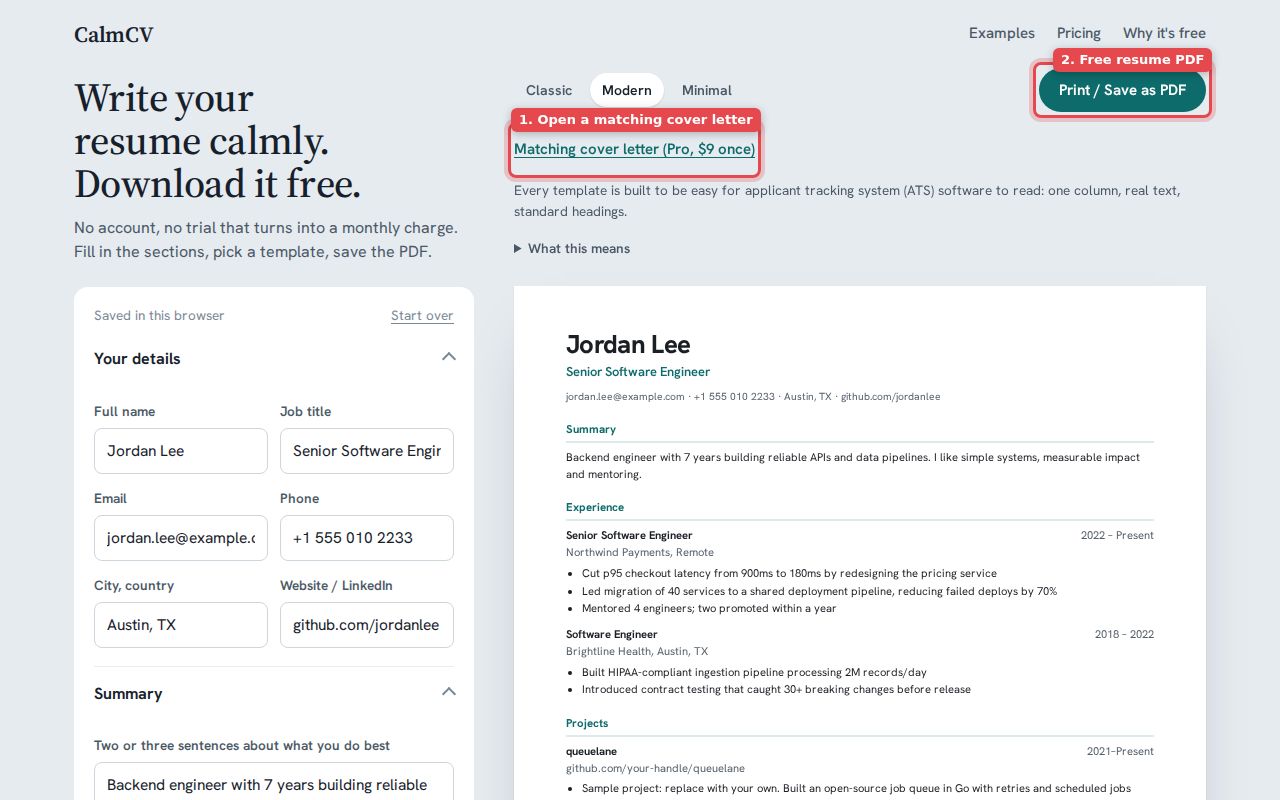 CalmCV
Examples
Pricing
Why it's free
Write your
resume calmly.
Download it free.
No account, no trial that turns into a monthly charge.
Fill in the sections, pick a template, save the PDF.
Classic
Modern
Minimal
2. Free resume PDF
Print / Save as PDF
1. Open a matching cover letter
Matching cover letter (Pro, $9 once)
Every template is built to be easy for applicant tracking system (ATS) software to read: one column, real text,
standard headings.
What this means
Saved in this browser
Start over
Your details
Full name
Job title
Jordan Lee
Senior Software Engir
Email
Phone
jordan.lee@example.c
+1 555 010 2233
City, country
Website / LinkedIn
Austin, TX
github.com/jordanlee
Summary
Two or three sentences about what you do best
Backend engineer with 7 years building reliable
Jordan Lee
Senior Software Engineer
jordan.lee@example.com · +1 555 010 2233 · Austin, TX · github.com/jordanlee
Summary
Backend engineer with 7 years building reliable APIs and data pipelines. I like simple systems, measurable impact
and mentoring.
Experience
Senior Software Engineer
2022 – Present
Northwind Payments, Remote
• Cut p95 checkout latency from 900ms to 180ms by redesigning the pricing service
• Led migration of 40 services to a shared deployment pipeline, reducing failed deploys by 70%
• Mentored 4 engineers; two promoted within a year
Software Engineer
2018 – 2022
Brightline Health, Austin, TX
• Built HIPAA-compliant ingestion pipeline processing 2M records/day
• Introduced contract testing that caught 30+ breaking changes before release
Projects
queuelane
2021–Present
github.com/your-handle/queuelane
• Sample project: replace with your own. Built an open-source job queue in Go with retries and scheduled jobs